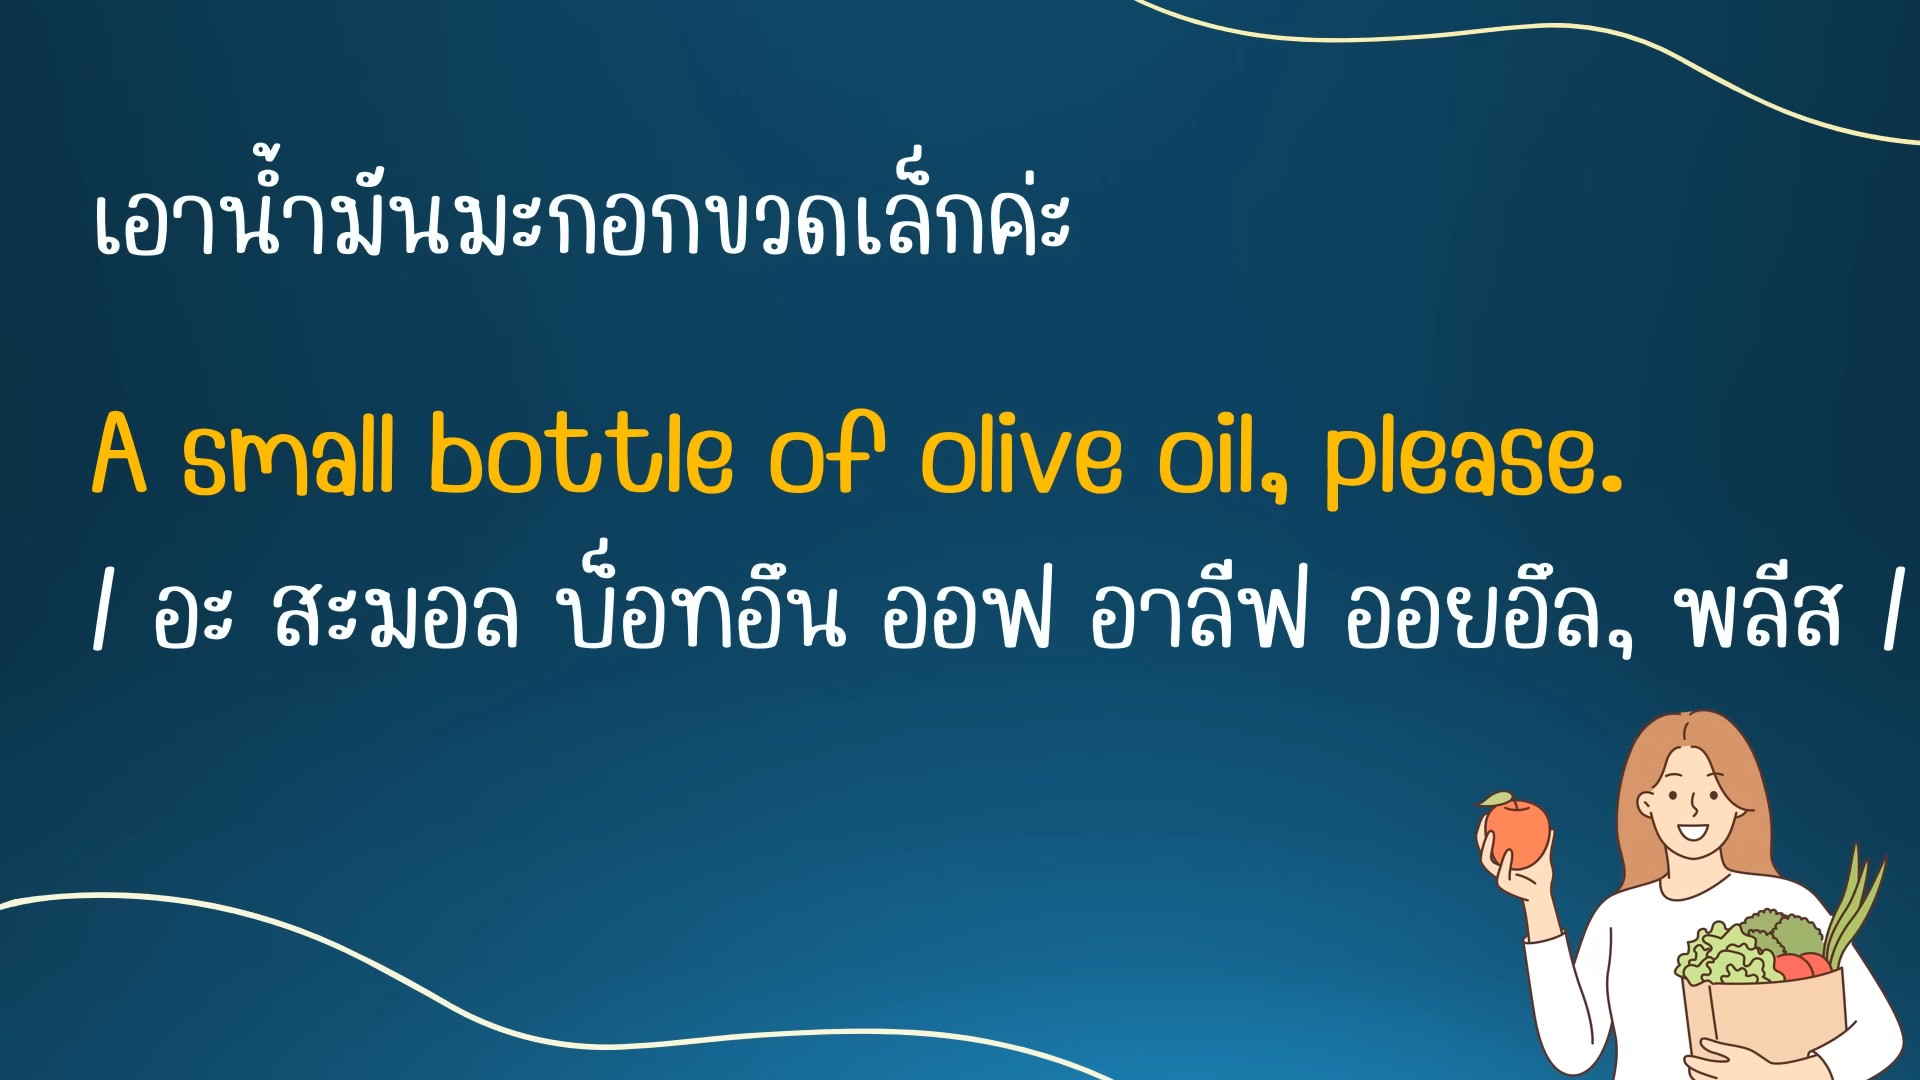 เอาน้ำมันมะกอกขวดเล็กค่ะ
A small bottle of olive oil, please.
/ อะ สะมอล บ็อทอึน ออฟ อาลีฟ ออยอึล, พลีส /